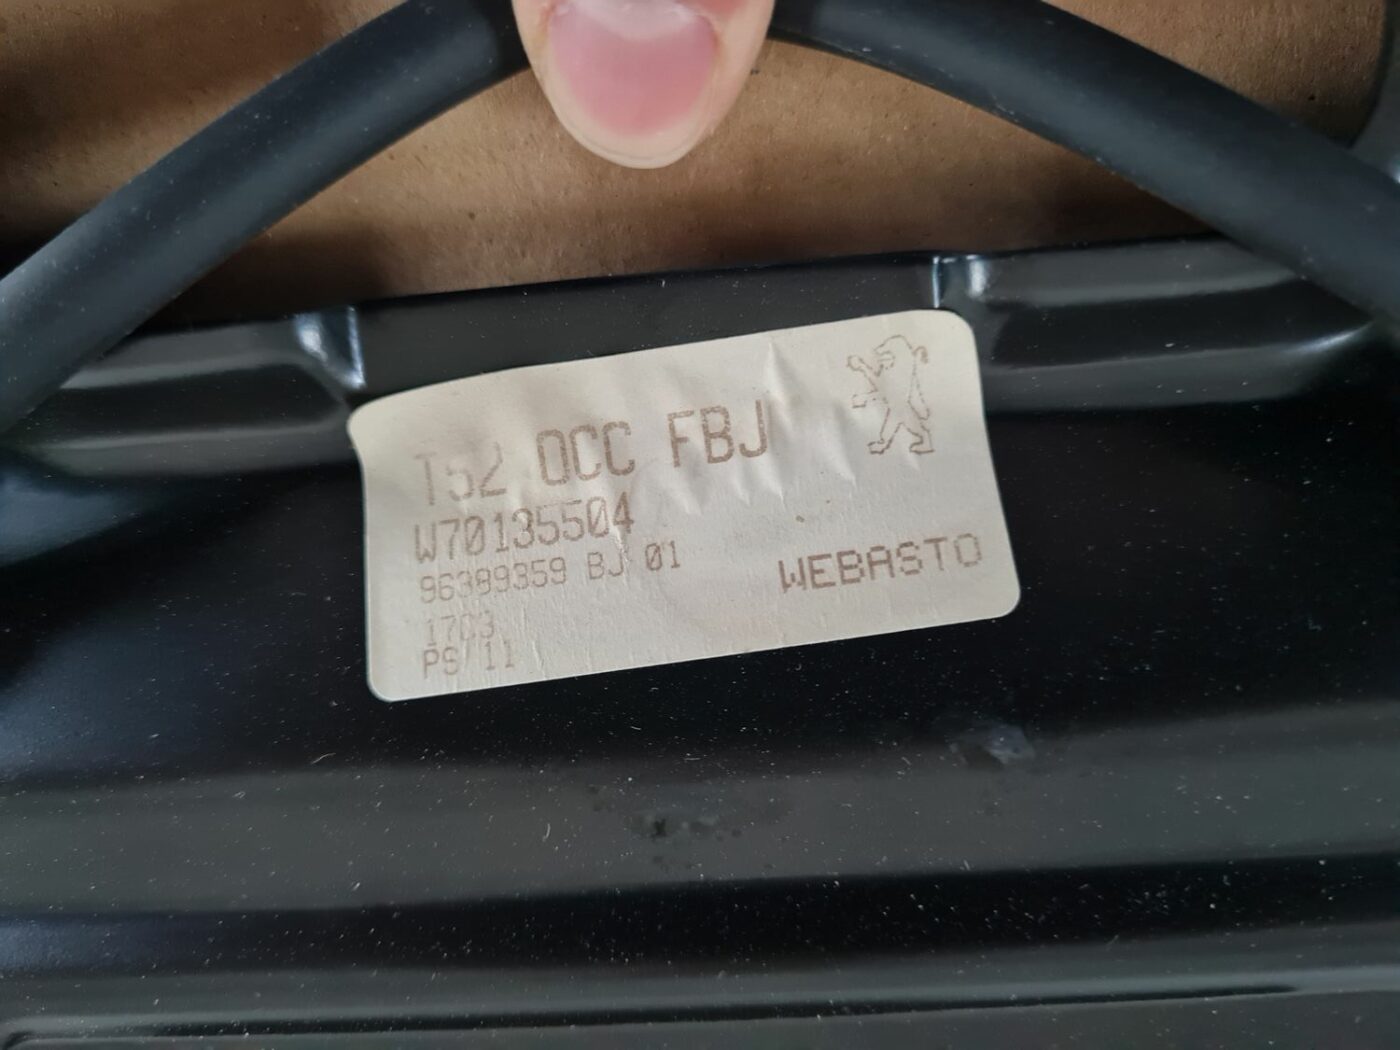 T52 OCC FBJ
W70135504
96389359 BJ 01
WEBASTO
1703
PS 11